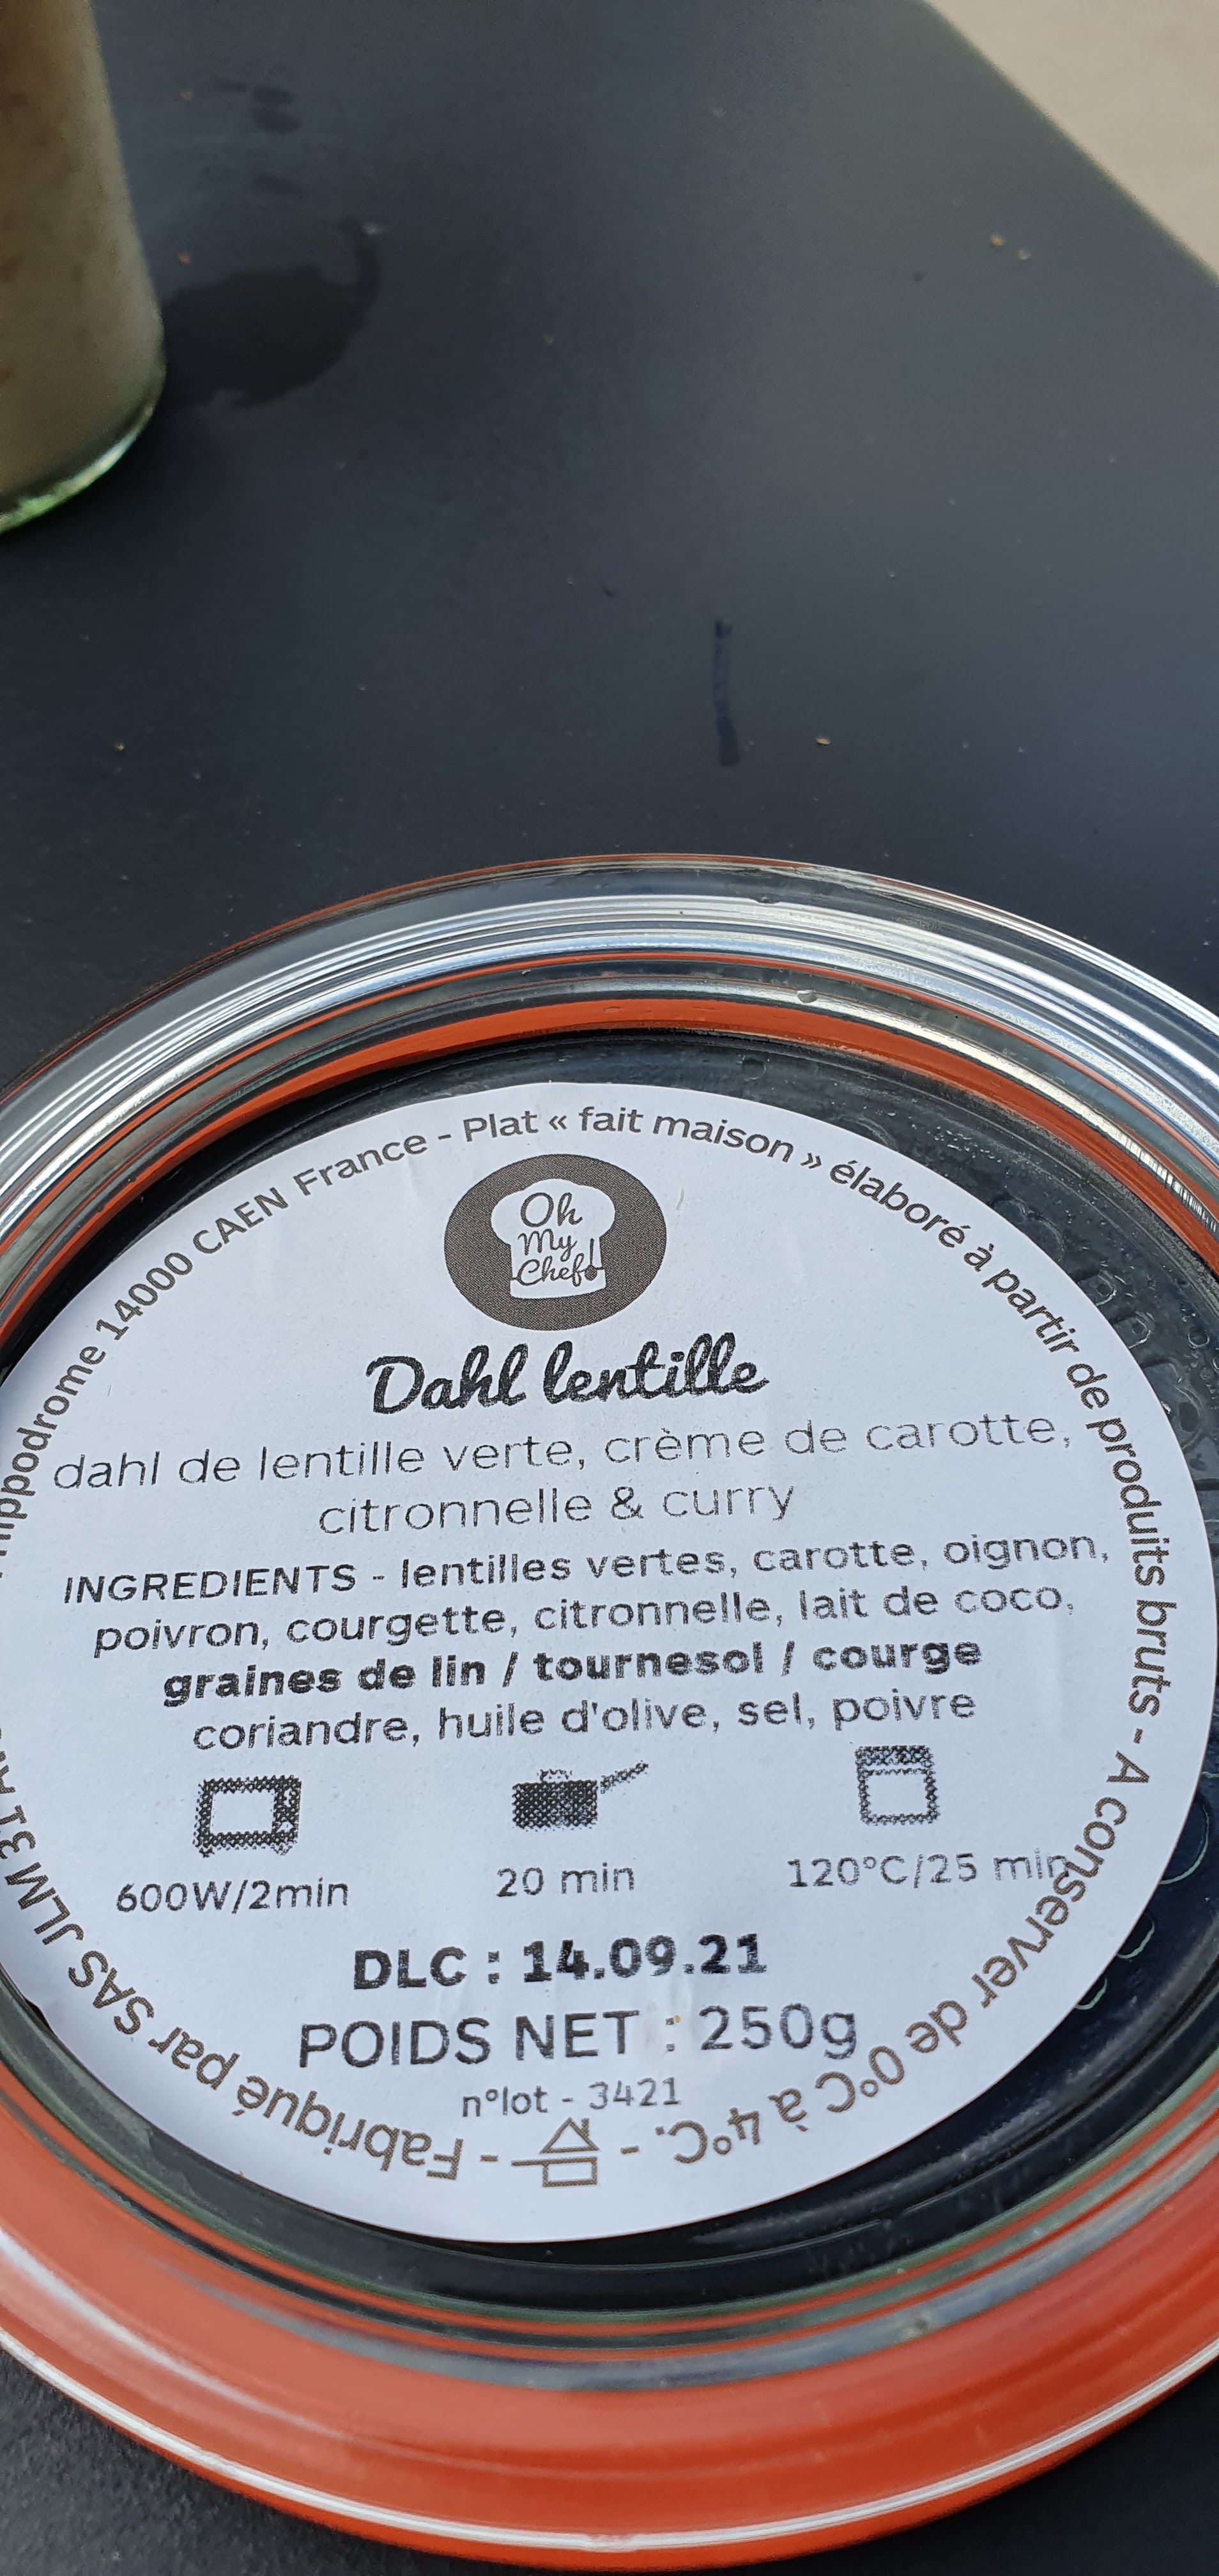 Oh
My
Chef!
Dahl lentille
dahl de lentille verte, crème de carotte,
citronnelle & curry
INGREDIENTS - lentilles vertes, carotte, oignon,
poivron, courgette, citronnelle, lait de coco,
graines de lin / tournesol / courge
coriandre, huile d'olive, sel, poivre
600W/2min
20 min
120°C/25 min
DLC : 14.09.21
POIDS NET : 250g
n°lot - 3421
14000 CAEN France - Plat « fait maison » élaboré à partir de produits bruts - A conserver de 0°C à 4°C. - - Fabriqué par SAS JLM 31